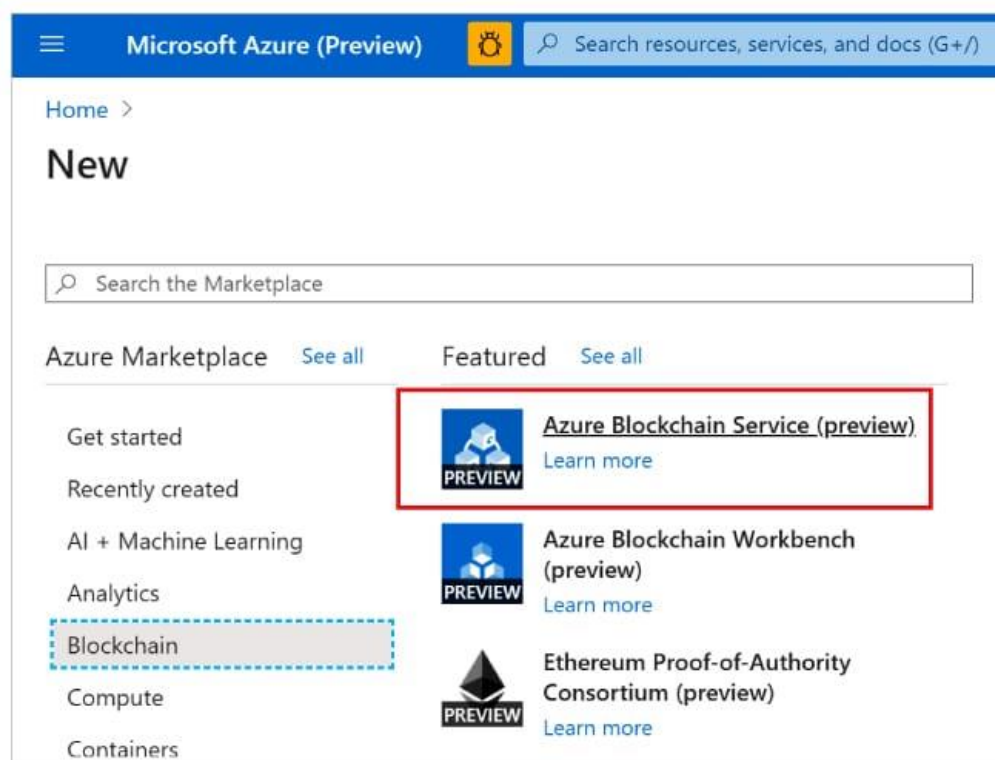 Microsoft Azure (Preview)
Search resources, services, and docs (G+/)
Home >
New
Search the Marketplace
Azure Marketplace See all
Get started
Recently created
AI + Machine Learning
Analytics
Blockchain
Compute
Containers
Featured See all
PREVIEW
Azure Blockchain Service (preview)
Learn more
PREVIEW
Azure Blockchain Workbench
(preview)
Learn more
PREVIEW
Ethereum Proof-of-Authority
Consortium (preview)
Learn more